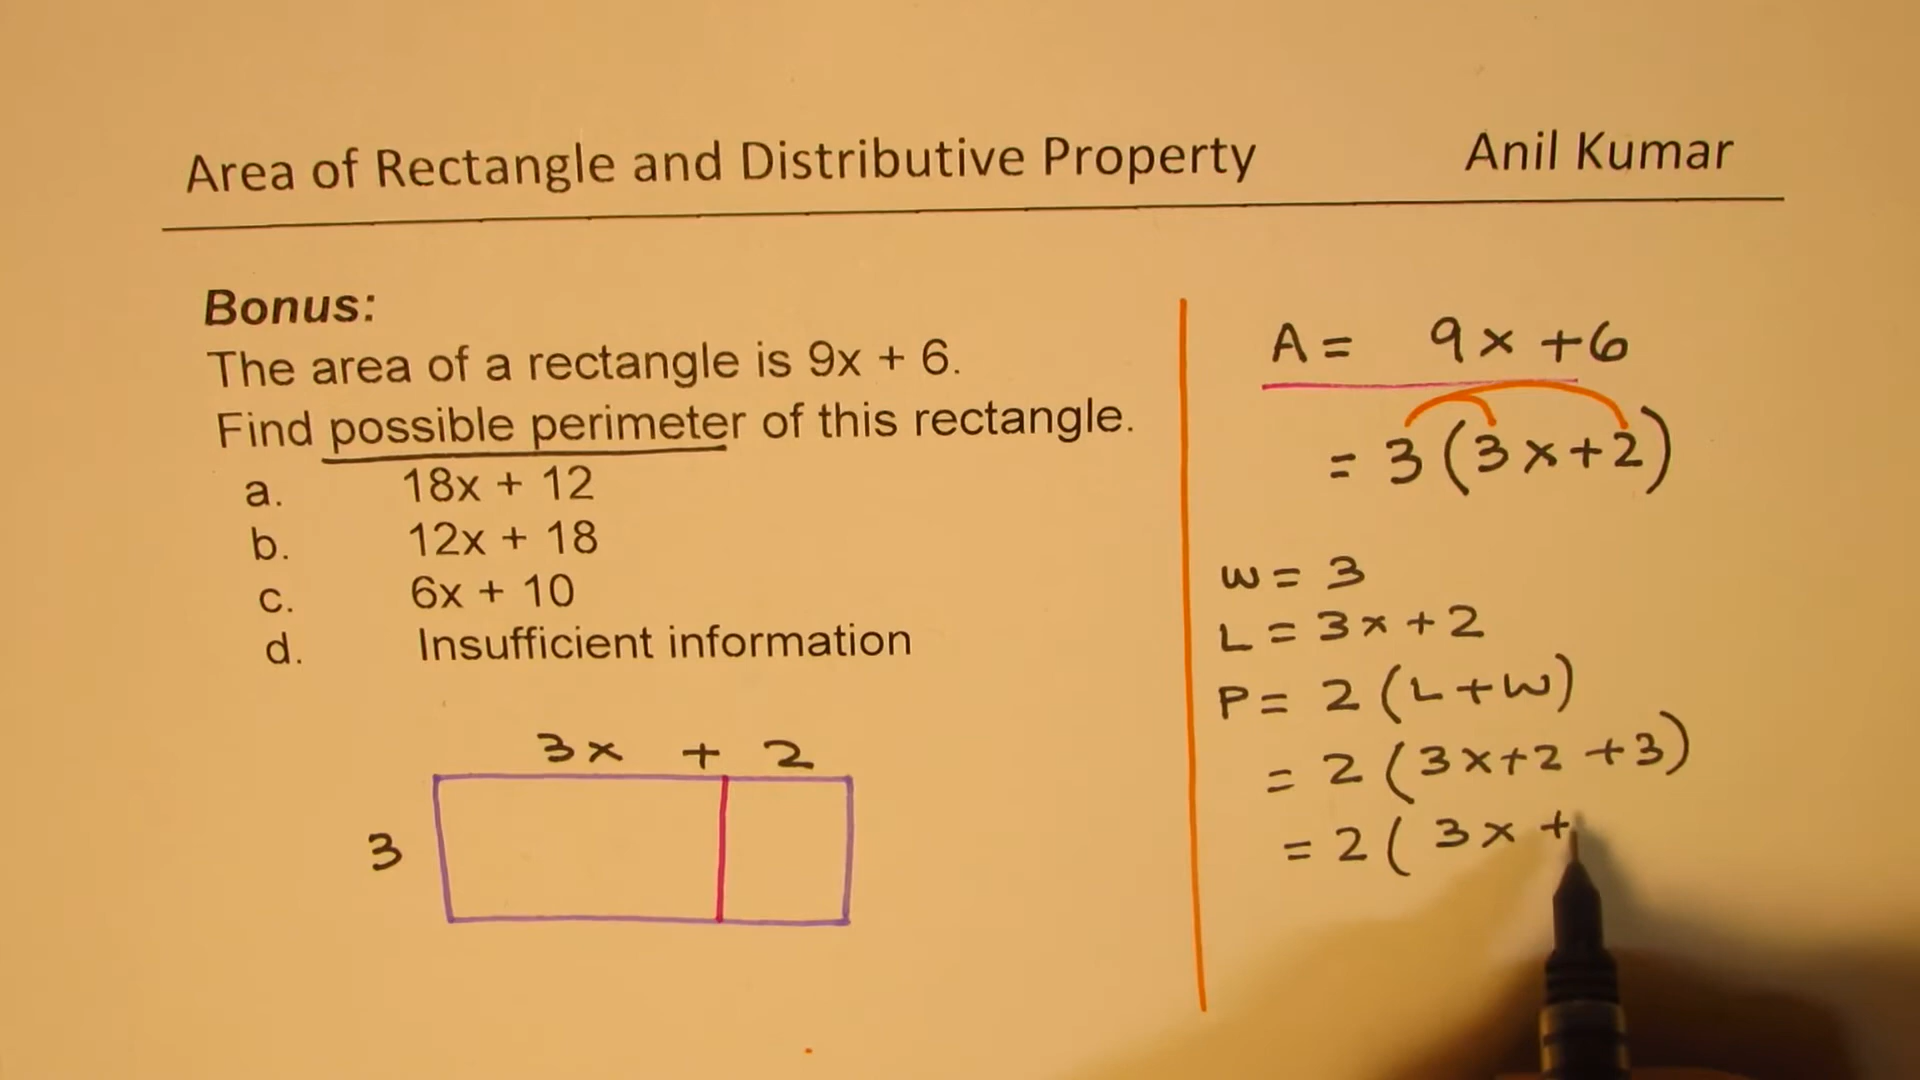 Area of Rectangle and Distributive Property Anil Kumar
Bonus:
The area of a rectangle is 9x + 6.
Find possible perimeter of this rectangle.
a. 18x + 12
b. 12x + 18
c. 6x + 10
d. Insufficient information
3x + 2
3
A = 9x + 6
= 3 (3x+2)
W = 3
L = 3x + 2
P = 2 (L + W)
= 2 (3x+2 +3)
= 2 ( 3x +